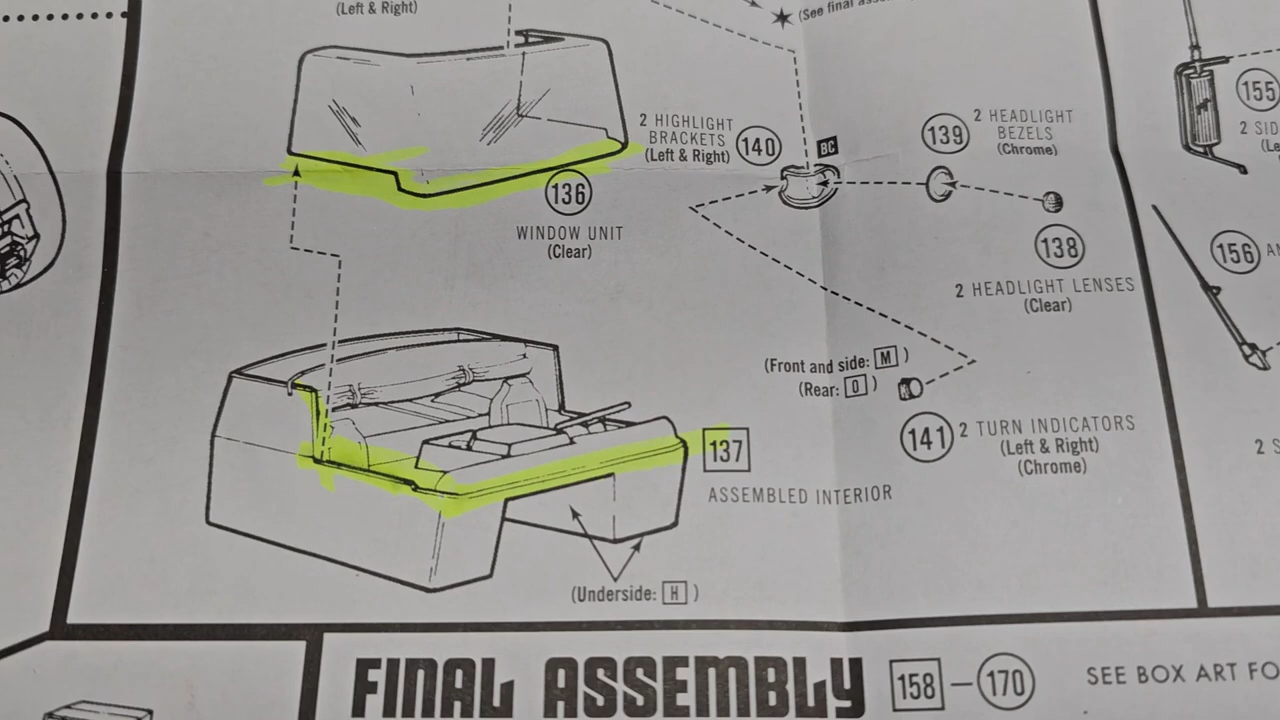 (Left & Right)
(See final
2 HIGHLIGHT
BRACKETS
(Left & Right)
140
BC
139
2 HEADLIGHT
BEZELS
(Chrome)
155
2 SID
136
WINDOW UNIT
(Clear)
138
2 HEADLIGHT LENSES
(Clear)
156
(Front and side: M )
(Rear: O )
141
2 TURN INDICATORS
(Left & Right)
(Chrome)
137
ASSEMBLED INTERIOR
(Underside: H )
FINAL ASSEMBLY
158 – 170
SEE BOX ART FO